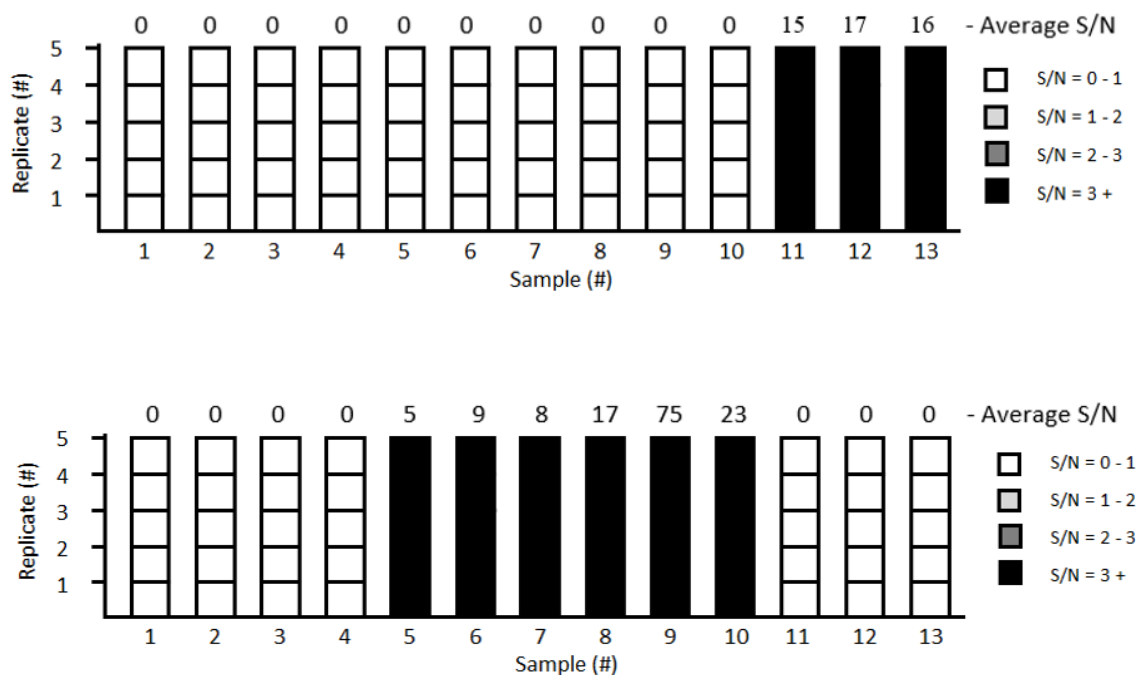 0 0 0 0 0 0 0 0 0 0 15 17 16 - Average S/N
5
4
3
2
1
Replicate (#)
S/N = 0 - 1
S/N = 1 - 2
S/N = 2 - 3
S/N = 3 +
1 2 3 4 5 6 7 8 9 10 11 12 13
Sample (#)
0 0 0 0 5 9 8 17 75 23 0 0 0 - Average S/N
5
4
3
2
1
Replicate (#)
S/N = 0 - 1
S/N = 1 - 2
S/N = 2 - 3
S/N = 3 +
1 2 3 4 5 6 7 8 9 10 11 12 13
Sample (#)